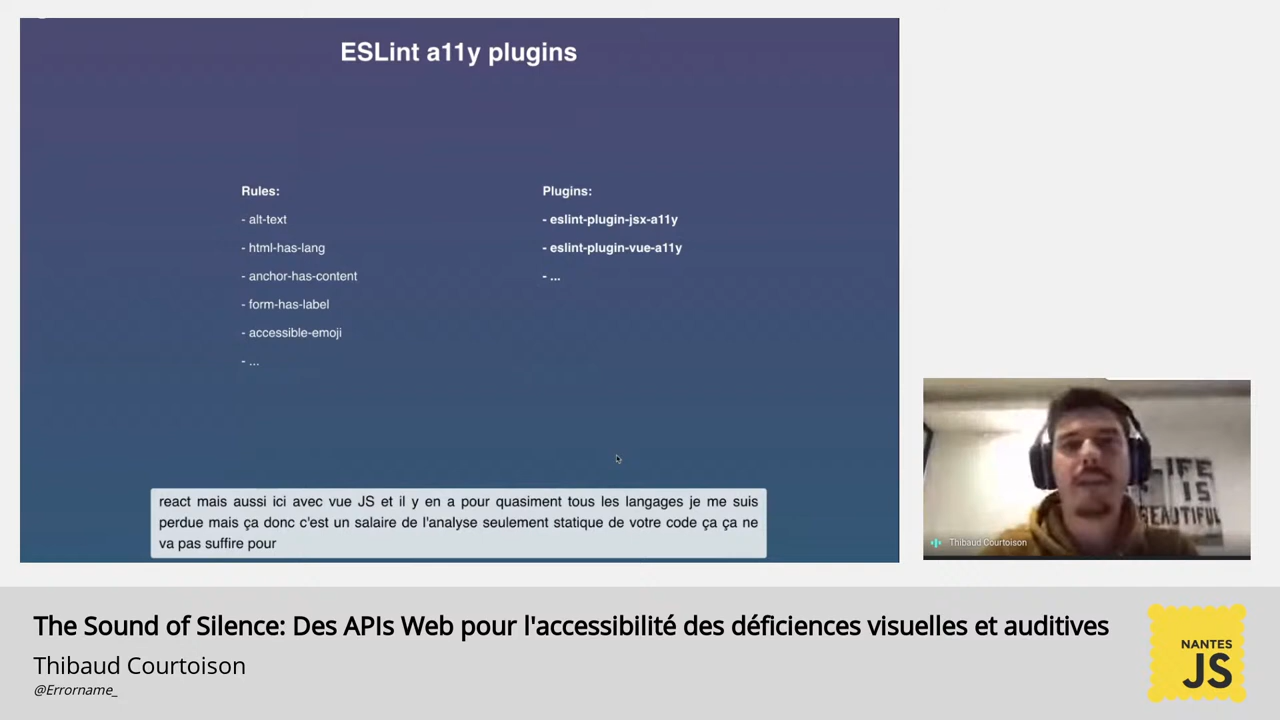 ESLint a11y plugins
Rules:
- alt-text
- html-has-lang
- anchor-has-content
- form-has-label
- accessible-emoji
- ...
Plugins:
- eslint-plugin-jsx-a11y
- eslint-plugin-vue-a11y
- ...
react mais aussi ici avec vue JS et il y en a pour quasiment tous les langages je me suis
perdue mais ça donc c'est un salaire de l'analyse seulement statique de votre code ça ça ne
va pas suffire pour
LIFE
IS
BEAUTIFUL
Thibaud Courtoison
The Sound of Silence: Des APIs Web pour l'accessibilité des déficiences visuelles et auditives
Thibaud Courtoison
@Errorname_
NANTES
JS